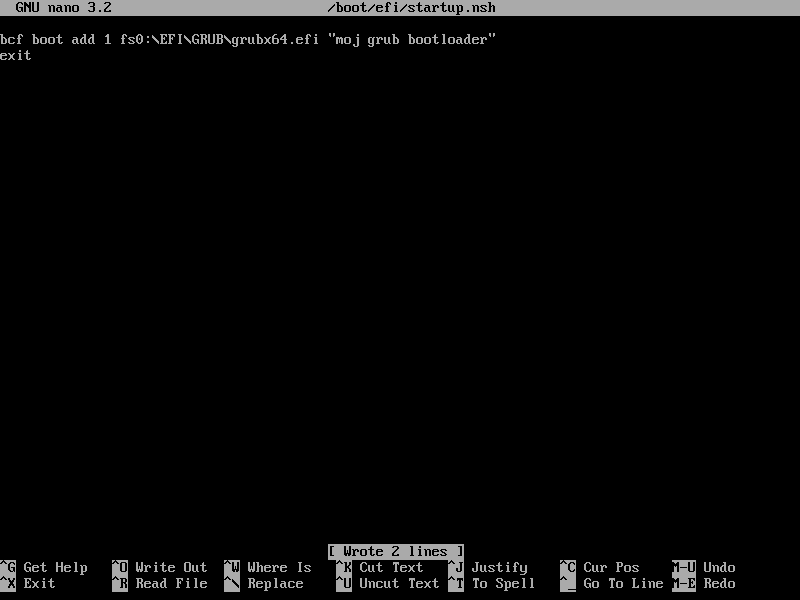 GNU nano 3.2 /boot/efi/startup.nsh
bcf boot add 1 fs0:\EFI\GRUB\grubx64.efi "moj grub bootloader"
exit
[ Wrote 2 lines ]
^G Get Help ^O Write Out ^W Where Is ^K Cut Text ^J Justify ^C Cur Pos M-U Undo
^X Exit ^R Read File ^\ Replace ^U Uncut Text ^T To Spell ^_ Go To Line M-E Redo